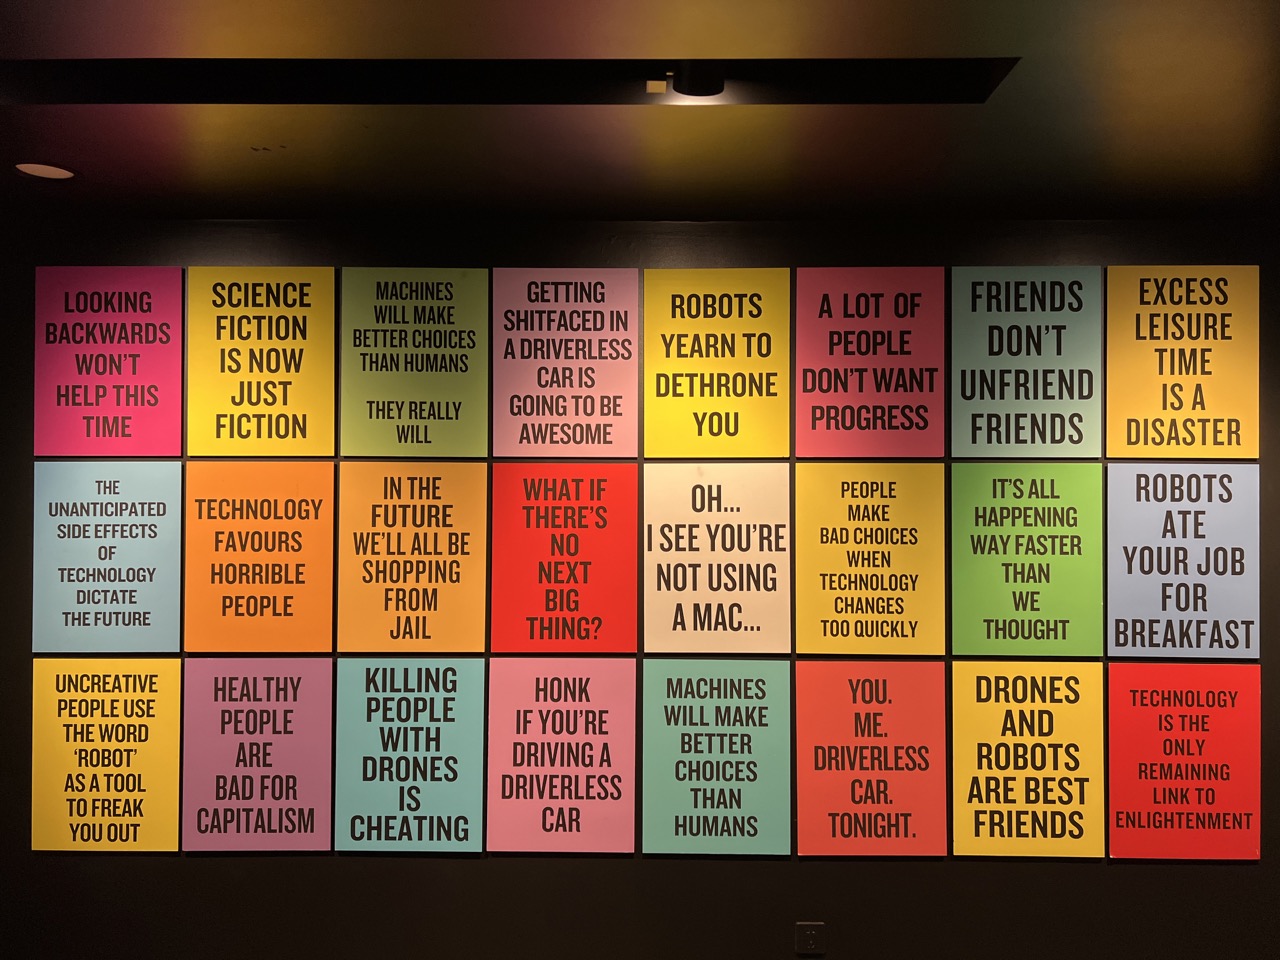 LOOKING
BACKWARDS
WON'T
HELP THIS
TIME
SCIENCE
FICTION
IS NOW
JUST
FICTION
MACHINES
WILL MAKE
BETTER CHOICES
THAN HUMANS
THEY REALLY
WILL
GETTING
SHITFACED IN
A DRIVERLESS
CAR IS
GOING TO BE
AWESOME
ROBOTS
YEARN TO
DETHRONE
YOU
A LOT OF
PEOPLE
DON'T WANT
PROGRESS
FRIENDS
DON'T
UNFRIEND
FRIENDS
EXCESS
LEISURE
TIME
IS A
DISASTER
THE
UNANTICIPATED
SIDE EFFECTS
OF
TECHNOLOGY
DICTATE
THE FUTURE
TECHNOLOGY
FAVOURS
HORRIBLE
PEOPLE
IN THE
FUTURE
WE'LL ALL BE
SHOPPING
FROM
JAIL
WHAT IF
THERE'S
NO
NEXT
BIG
THING?
OH...
I SEE YOU'RE
NOT USING
A MAC...
PEOPLE
MAKE
BAD CHOICES
WHEN
TECHNOLOGY
CHANGES
TOO QUICKLY
IT'S ALL
HAPPENING
WAY FASTER
THAN
WE
THOUGHT
ROBOTS
ATE
YOUR JOB
FOR
BREAKFAST
UNCREATIVE
PEOPLE USE
THE WORD
'ROBOT'
AS A TOOL
TO FREAK
YOU OUT
HEALTHY
PEOPLE
ARE
BAD FOR
CAPITALISM
KILLING
PEOPLE
WITH
DRONES
IS
CHEATING
HONK
IF YOU'RE
DRIVING A
DRIVERLESS
CAR
MACHINES
WILL MAKE
BETTER
CHOICES
THAN
HUMANS
YOU.
ME.
DRIVERLESS
CAR.
TONIGHT.
DRONES
AND
ROBOTS
ARE BEST
FRIENDS
TECHNOLOGY
IS THE
ONLY
REMAINING
LINK TO
ENLIGHTENMENT